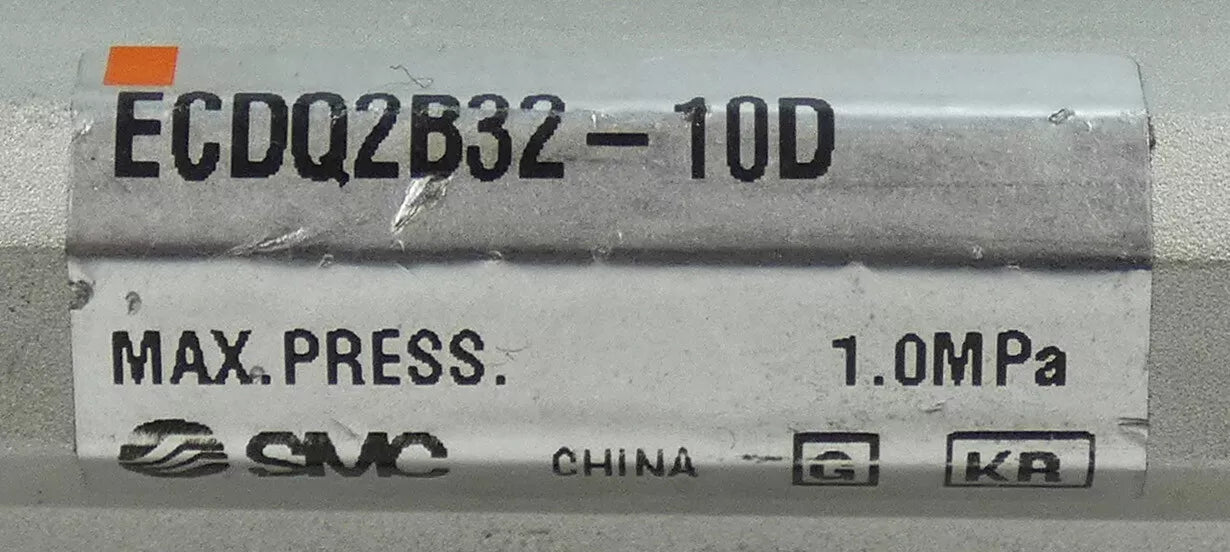 ECDQ2B32-10D
MAX.PRESS. 1.0MPa
SMC CHINA G KR